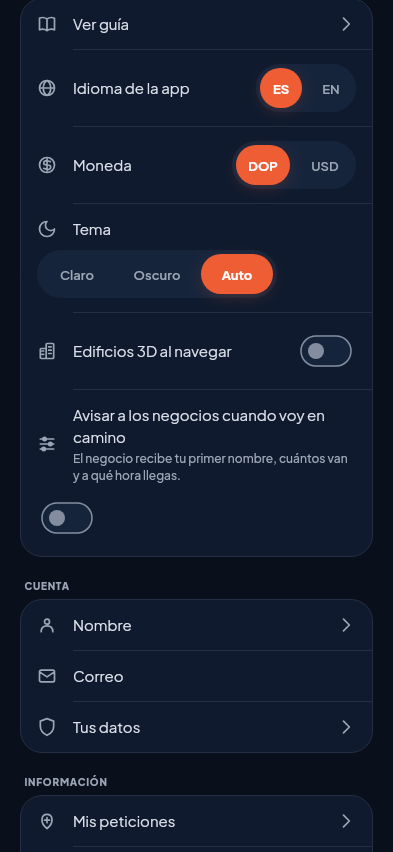 Ver guía
Idioma de la app
ES EN
Moneda
DOP USD
Tema
Claro Oscuro Auto
Edificios 3D al navegar
Avisar a los negocios cuando voy en
camino
El negocio recibe tu primer nombre, cuántos van
y a qué hora llegas.
CUENTA
Nombre
Correo
Tus datos
INFORMACIÓN
Mis peticiones